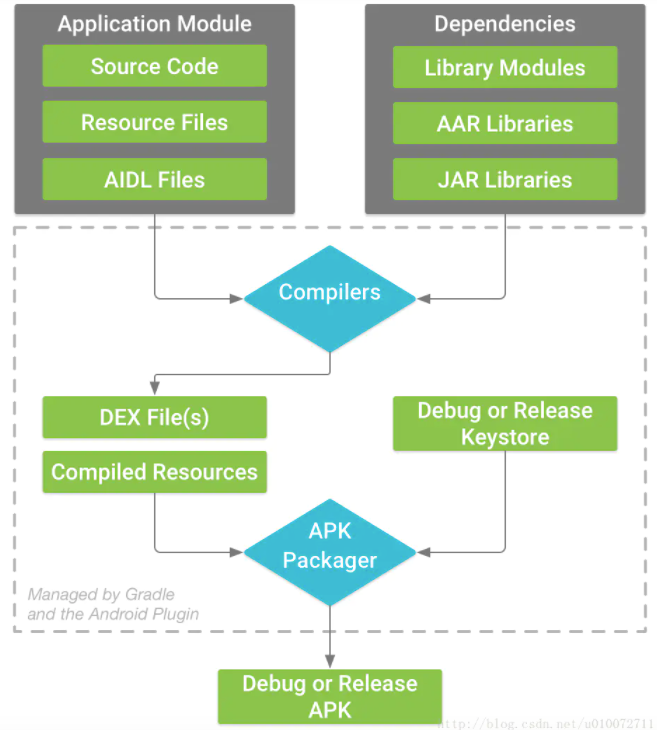 Application Module
Source Code
Resource Files
AIDL Files
Dependencies
Library Modules
AAR Libraries
JAR Libraries
Compilers
DEX File(s)
Compiled Resources
Debug or Release
Keystore
APK
Packager
Managed by Gradle
and the Android Plugin
Debug or Release
APK
http://blog.csdn.net/u010072711